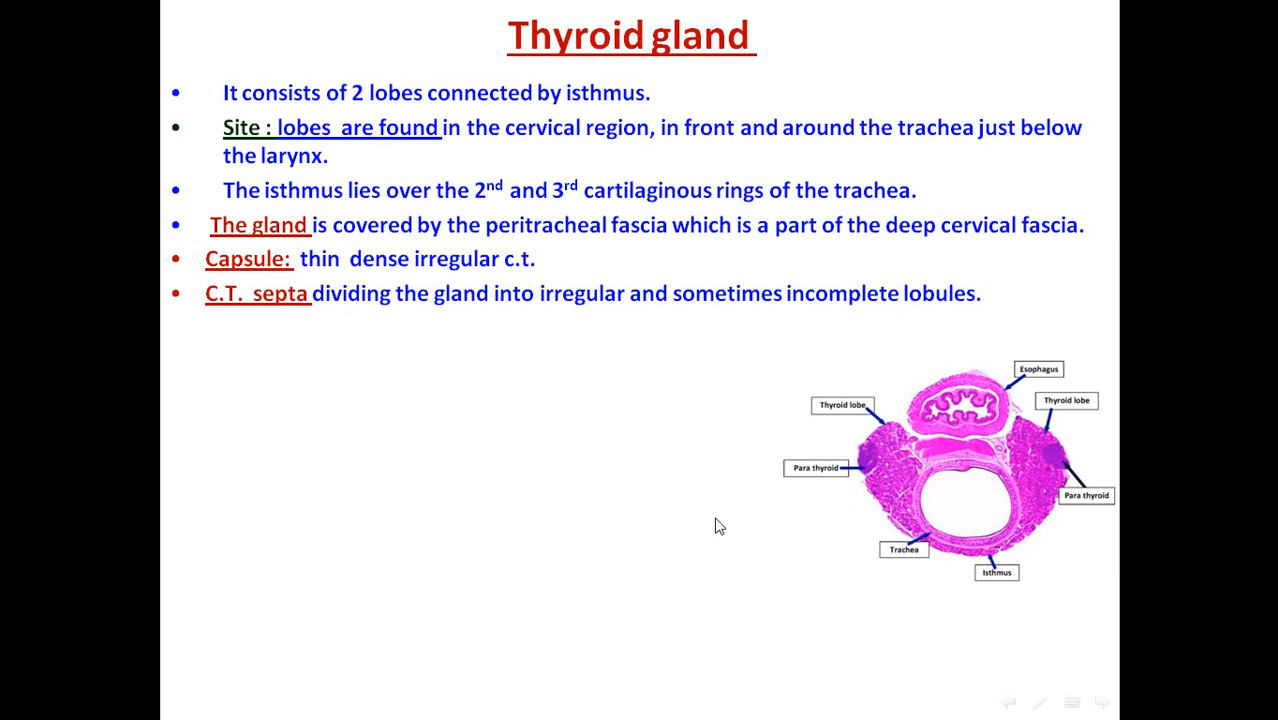 Thyroid gland
• It consists of 2 lobes connected by isthmus.
• Site : lobes are found in the cervical region, in front and around the trachea just below
the larynx.
• The isthmus lies over the 2nd and 3rd cartilaginous rings of the trachea.
• The gland is covered by the peritracheal fascia which is a part of the deep cervical fascia.
• Capsule: thin dense irregular c.t.
• C.T. septa dividing the gland into irregular and sometimes incomplete lobules.
Esophagus
Thyroid lobe
Thyroid lobe
Para thyroid
Para thyroid
Trachea
Isthmus